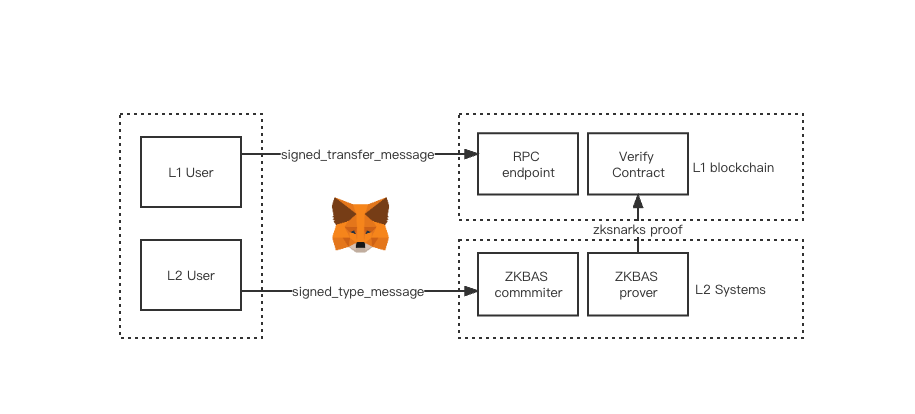 L1 User
signed_transfer_message
RPC
endpoint
Verify
Contract
L1 blockchain
zksnarks proof
L2 User
signed_type_message
ZKBAS
commmiter
ZKBAS
prover
L2 Systems